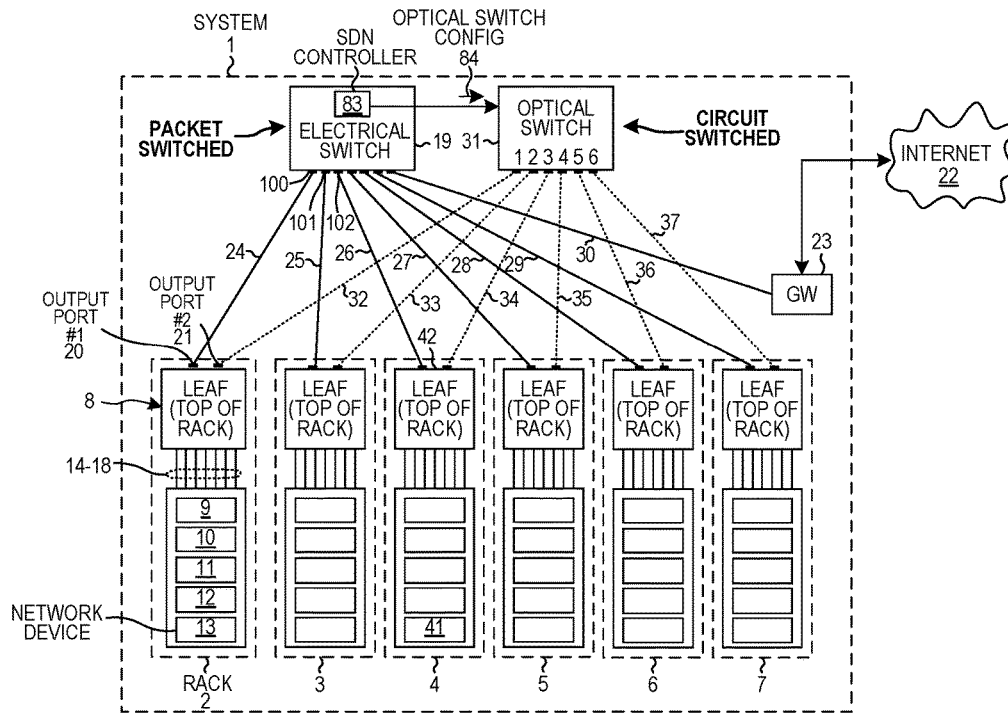 SYSTEM
1
SDN
CONTROLLER
OPTICAL SWITCH
CONFIG
84
83
PACKET
SWITCHED
ELECTRICAL
SWITCH
19
31
OPTICAL
SWITCH
1 2 3 4 5 6
CIRCUIT
SWITCHED
INTERNET
22
100
101
102
24
25
26
27
28
29
30
37
36
23
GW
32
33
34
35
OUTPUT
PORT
#1
20
OUTPUT
PORT
#2
21
42
8
LEAF
(TOP OF
RACK)
LEAF
(TOP OF
RACK)
LEAF
(TOP OF
RACK)
LEAF
(TOP OF
RACK)
LEAF
(TOP OF
RACK)
LEAF
(TOP OF
RACK)
14-18
9
10
11
12
13
NETWORK
DEVICE
41
RACK
2
3
4
5
6
7